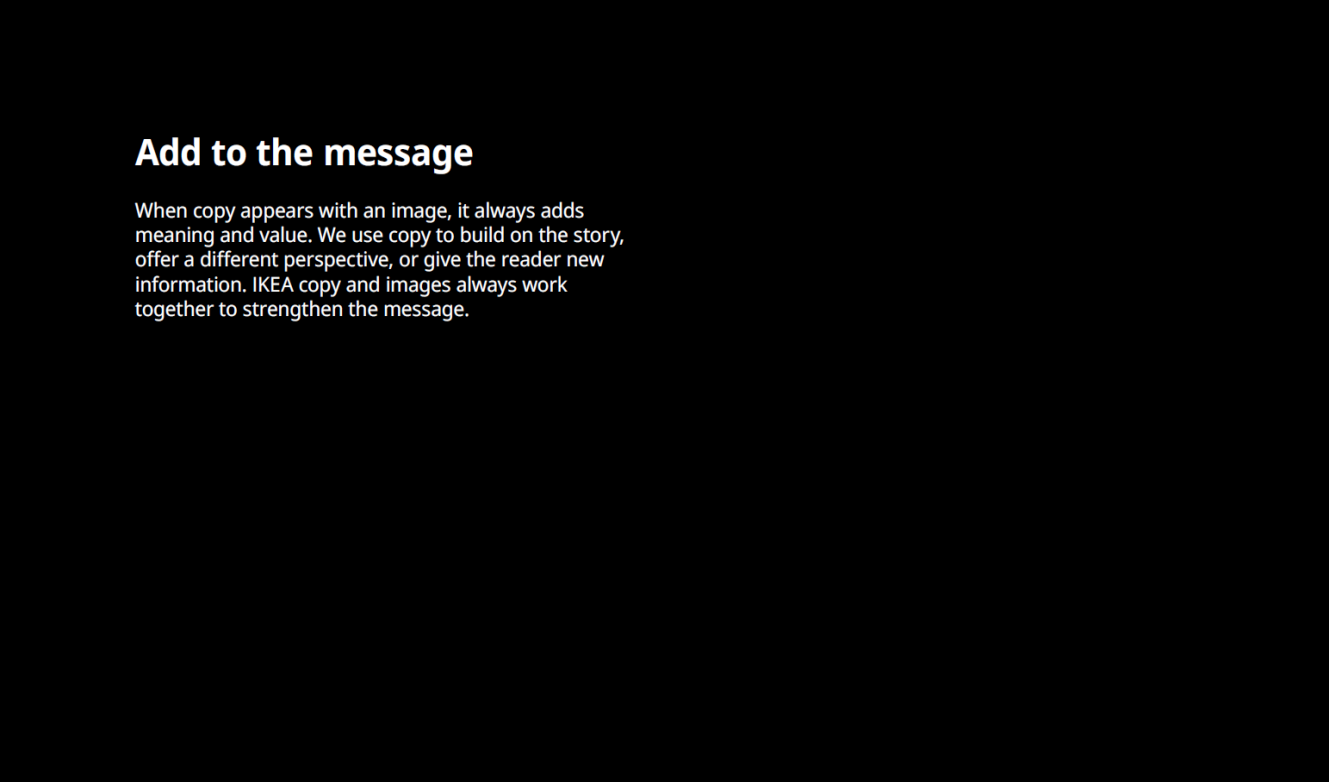 Add to the message
When copy appears with an image, it always adds
meaning and value. We use copy to build on the story,
offer a different perspective, or give the reader new
information. IKEA copy and images always work
together to strengthen the message.